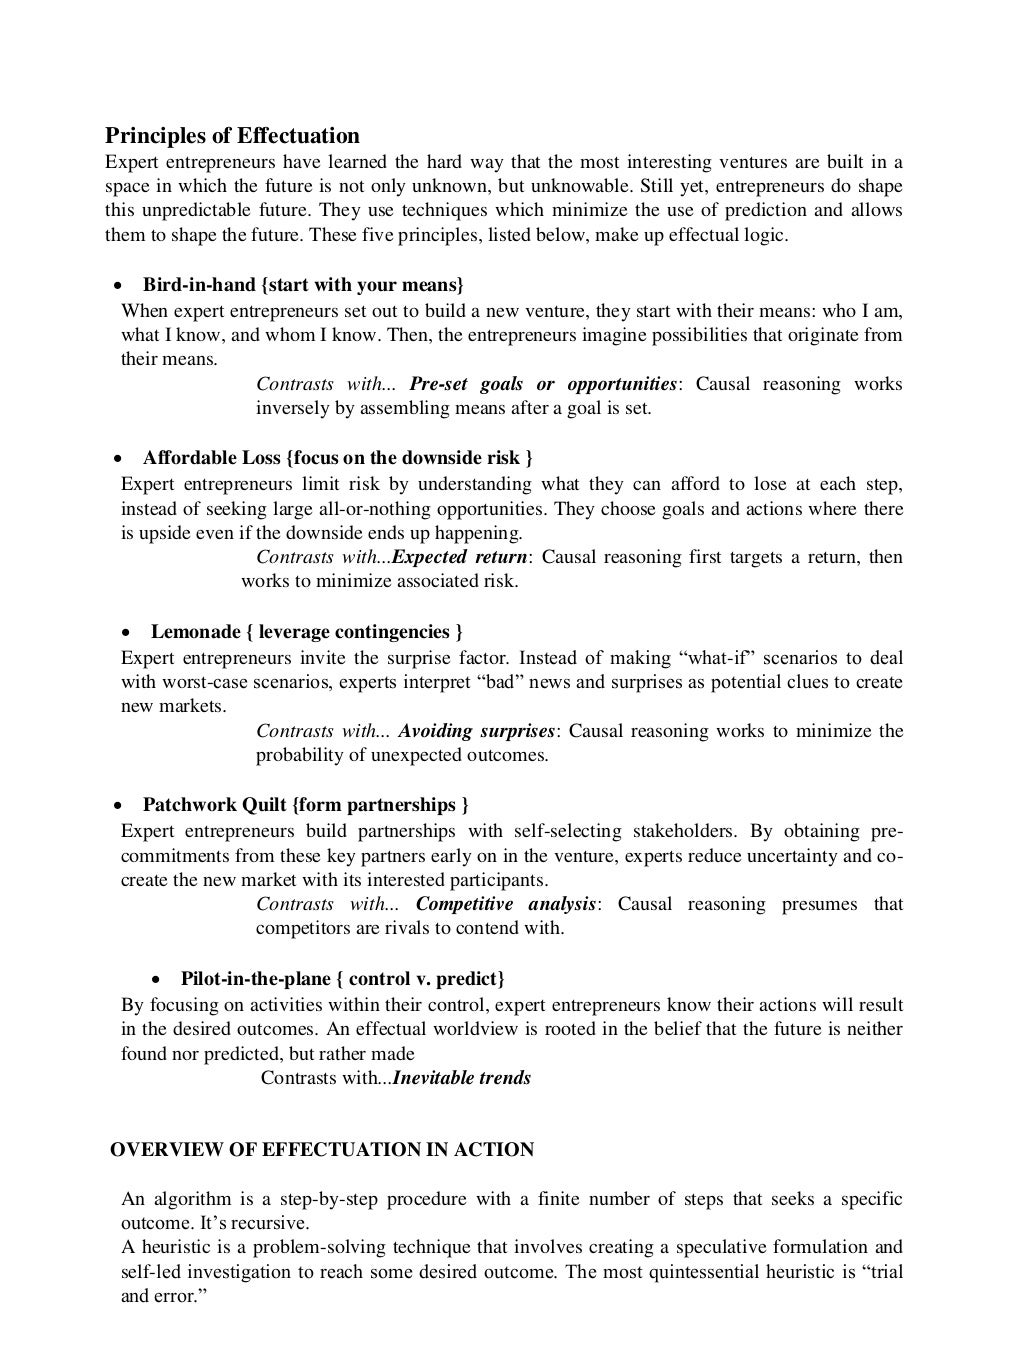 Principles of Effectuation
Expert entrepreneurs have learned the hard way that the most interesting ventures are built in a
space in which the future is not only unknown, but unknowable. Still yet, entrepreneurs do shape
this unpredictable future. They use techniques which minimize the use of prediction and allows
them to shape the future. These five principles, listed below, make up effectual logic.
• Bird-in-hand {start with your means}
When expert entrepreneurs set out to build a new venture, they start with their means: who I am,
what I know, and whom I know. Then, the entrepreneurs imagine possibilities that originate from
their means.
Contrasts with... Pre-set goals or opportunities: Causal reasoning works
inversely by assembling means after a goal is set.
• Affordable Loss {focus on the downside risk }
Expert entrepreneurs limit risk by understanding what they can afford to lose at each step,
instead of seeking large all-or-nothing opportunities. They choose goals and actions where there
is upside even if the downside ends up happening.
Contrasts with...Expected return: Causal reasoning first targets a return, then
works to minimize associated risk.
• Lemonade { leverage contingencies }
Expert entrepreneurs invite the surprise factor. Instead of making “what-if” scenarios to deal
with worst-case scenarios, experts interpret “bad” news and surprises as potential clues to create
new markets.
Contrasts with... Avoiding surprises: Causal reasoning works to minimize the
probability of unexpected outcomes.
• Patchwork Quilt {form partnerships }
Expert entrepreneurs build partnerships with self-selecting stakeholders. By obtaining pre-
commitments from these key partners early on in the venture, experts reduce uncertainty and co-
create the new market with its interested participants.
Contrasts with... Competitive analysis: Causal reasoning presumes that
competitors are rivals to contend with.
• Pilot-in-the-plane { control v. predict}
By focusing on activities within their control, expert entrepreneurs know their actions will result
in the desired outcomes. An effectual worldview is rooted in the belief that the future is neither
found nor predicted, but rather made
Contrasts with...Inevitable trends
OVERVIEW OF EFFECTUATION IN ACTION
An algorithm is a step-by-step procedure with a finite number of steps that seeks a specific
outcome. It’s recursive.
A heuristic is a problem-solving technique that involves creating a speculative formulation and
self-led investigation to reach some desired outcome. The most quintessential heuristic is “trial
and error.”